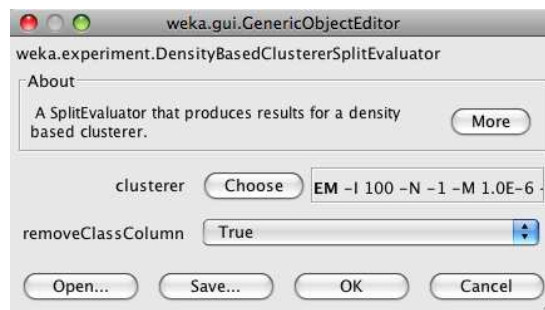 weka.gui.GenericObjectEditor
weka.experiment.DensityBasedClustererSplitEvaluator
About
A SplitEvaluator that produces results for a density
based clusterer.
More
clusterer Choose EM -I 100 -N -1 -M 1.0E-6 -
removeClassColumn True
Open... Save... OK Cancel